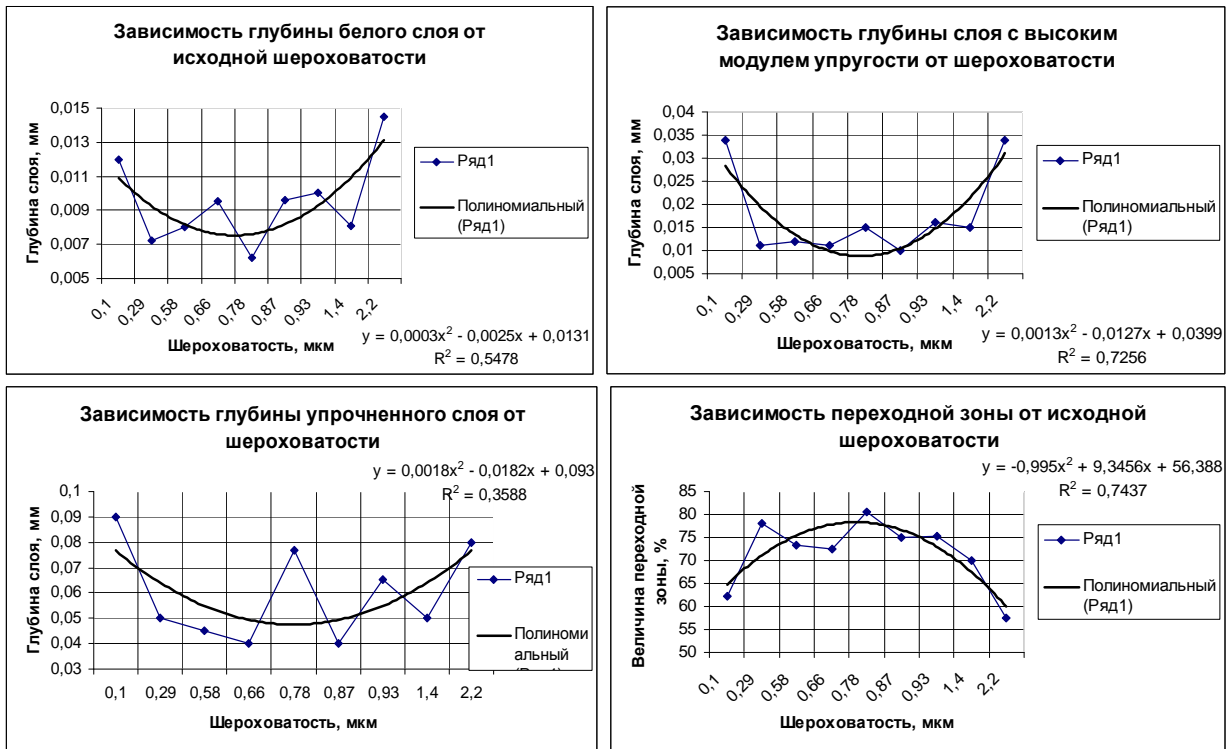 Зависимость глубины белого слоя от
исходной шероховатости
Глубина слоя, мм
0,015
0,013
0,011
0,009
0,007
0,005
0,1
0,29
0,58
0,66
0,78
0,87
0,93
1,4
2,2
Шероховатость, мкм
y = 0,0003x² - 0,0025x + 0,0131
R² = 0,5478
Ряд1
Полиномиальный
(Ряд1)
Зависимость глубины слоя с высоким
модулем упругости от шероховатости
Глубина слоя, мм
0,04
0,035
0,03
0,025
0,02
0,015
0,01
0,005
0,1
0,29
0,58
0,66
0,78
0,87
0,93
1,4
2,2
Шероховатость, мкм
y = 0,0013x² - 0,0127x + 0,0399
R² = 0,7256
Ряд1
Полиномиальный
(Ряд1)
Зависимость глубины упрочненного слоя от
шероховатости
y = 0,0018x² - 0,0182x + 0,093
R² = 0,3588
Глубина слоя, мм
0,1
0,09
0,08
0,07
0,06
0,05
0,04
0,03
0,1
0,29
0,58
0,66
0,78
0,87
0,93
1,4
2,2
Шероховатость, мкм
Ряд1
Полиноми
альный
(Ряд1)
Зависимость переходной зоны от исходной
шероховатости
y = -0,995x² + 9,3456x + 56,388
R² = 0,7437
Величина переходной
зоны, %
85
80
75
70
65
60
55
50
0,1
0,29
0,58
0,66
0,78
0,87
0,93
1,4
2,2
Шероховатость, мкм
Ряд1
Полиномиальный
(Ряд1)